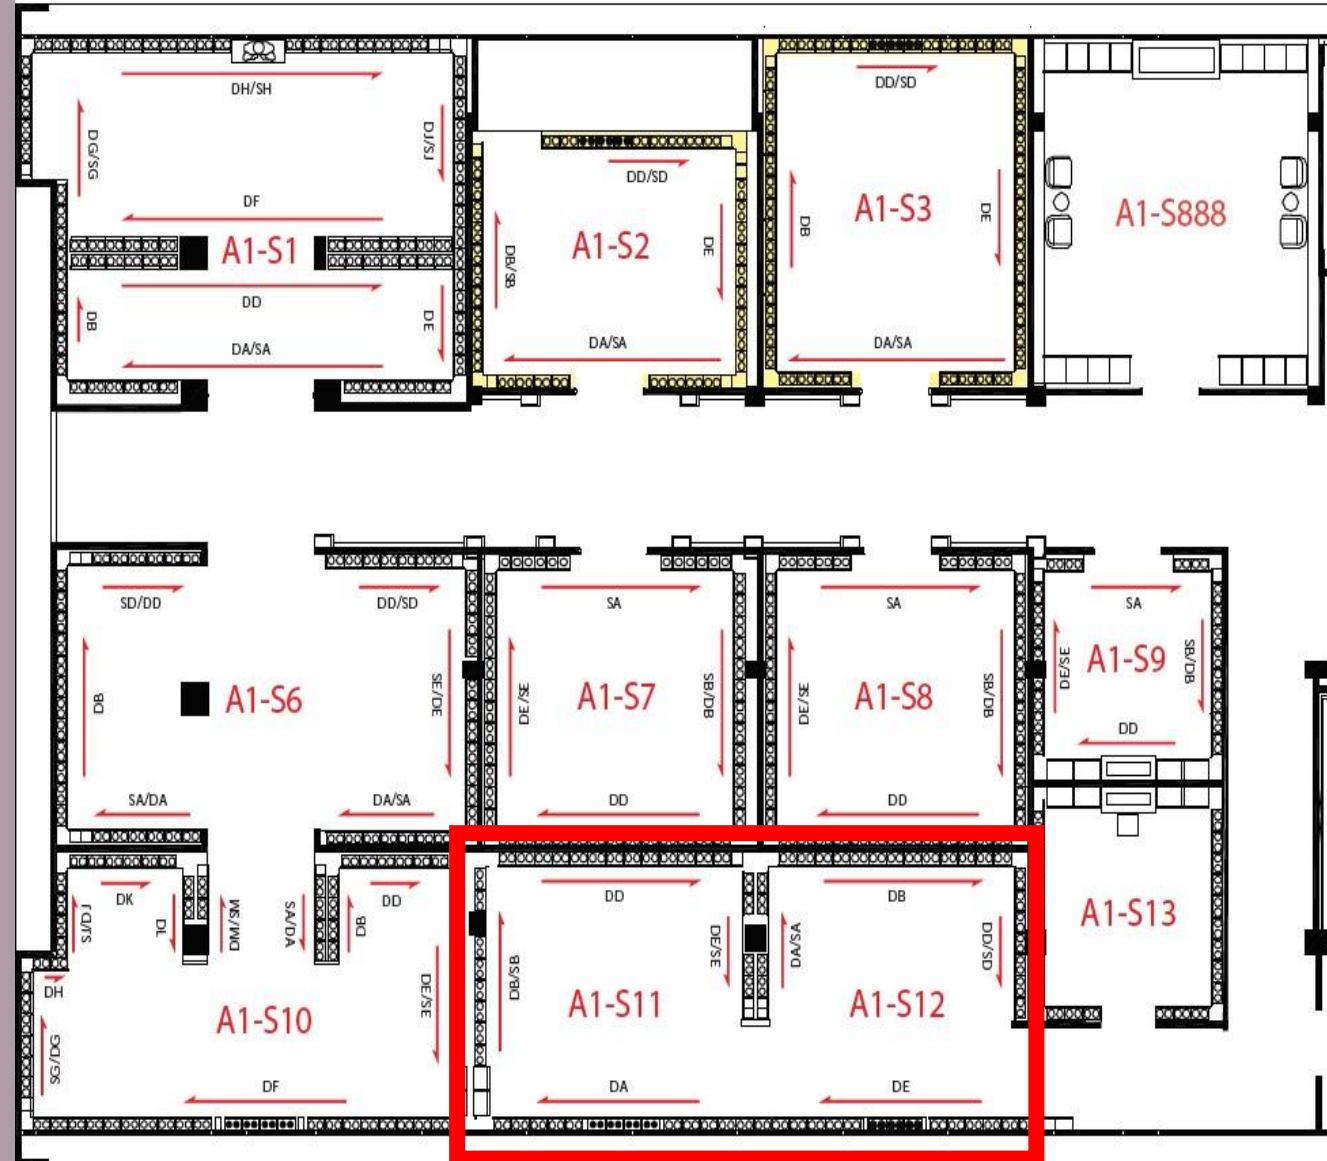 DH/SH
DG/SG
DJ/SJ
DF
A1-S1
DD
DB
DE
DA/SA
DD/SD
DB/SB
A1-S2
DE
DA/SA
DD/SD
DB
A1-S3
DE
DA/SA
A1-S888
SD/DD
DD/SD
DB
A1-S6
SE/DE
SA/DA
DA/SA
SA
DE/SE
A1-S7
SB/DB
DD
SA
DE/SE
A1-S8
SB/DB
DD
SA
DE/SE
A1-S9
SB/DB
DD
DK
SJ/DJ
DL
DM/SM
SA/DA
DB
DD
DH
A1-S10
DE/SE
SG/DG
DF
DD
DB/SB
DE/SE
A1-S11
DA
DB
DA/SA
DD/SD
A1-S12
DE
A1-S13